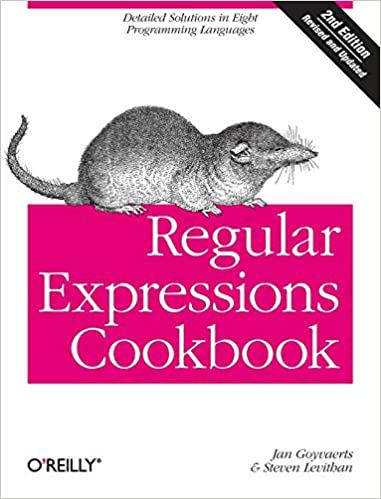 Detailed Solutions in Eight
Programming Languages
2nd Edition
Revised and Updated
Regular
Expressions
Cookbook
Jan Goyvaerts
& Steven Levithan
O'REILLY®